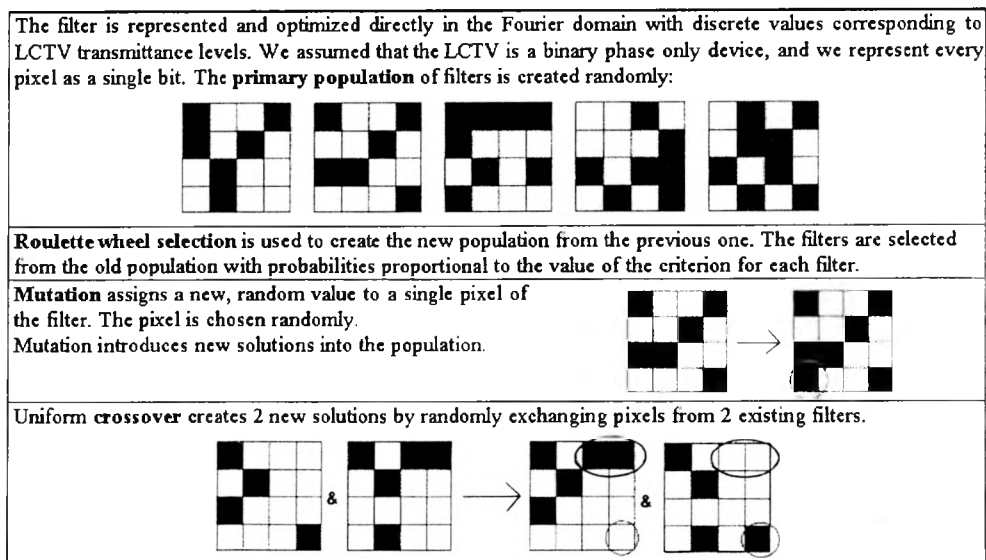 The filter is represented and optimized directly in the Fourier domain with discrete values corresponding to
LCTV transmittance levels. We assumed that the LCTV is a binary phase only device, and we represent every
pixel as a single bit. The primary population of filters is created randomly:
Roulette wheel selection is used to create the new population from the previous one. The filters are selected
from the old population with probabilities proportional to the value of the criterion for each filter.
Mutation assigns a new, random value to a single pixel of
the filter. The pixel is chosen randomly.
Mutation introduces new solutions into the population.
Uniform crossover creates 2 new solutions by randomly exchanging pixels from 2 existing filters.
& &